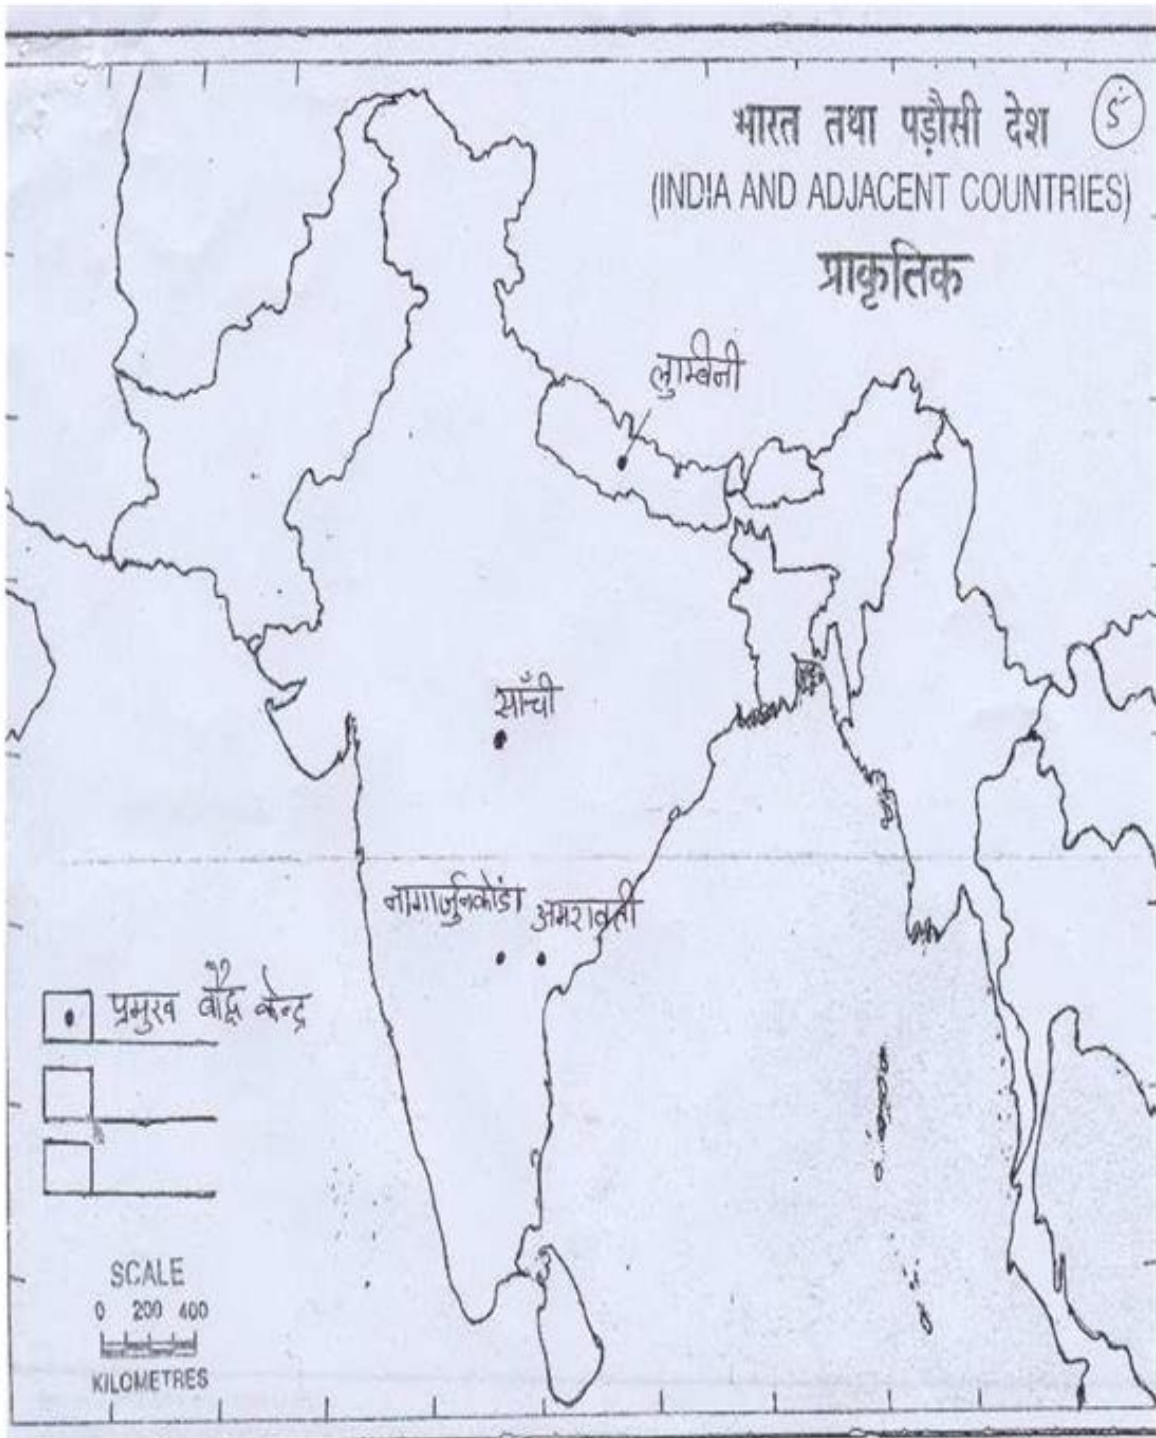 भारत तथा पड़ौसी देश
5
(INDIA AND ADJACENT COUNTRIES)
प्राकृतिक
लुम्बिनी
साँची
नागार्जुनकोंडा अमरावती
प्रमुख बौद्ध केन्द्र
SCALE
0 200 400
KILOMETRES